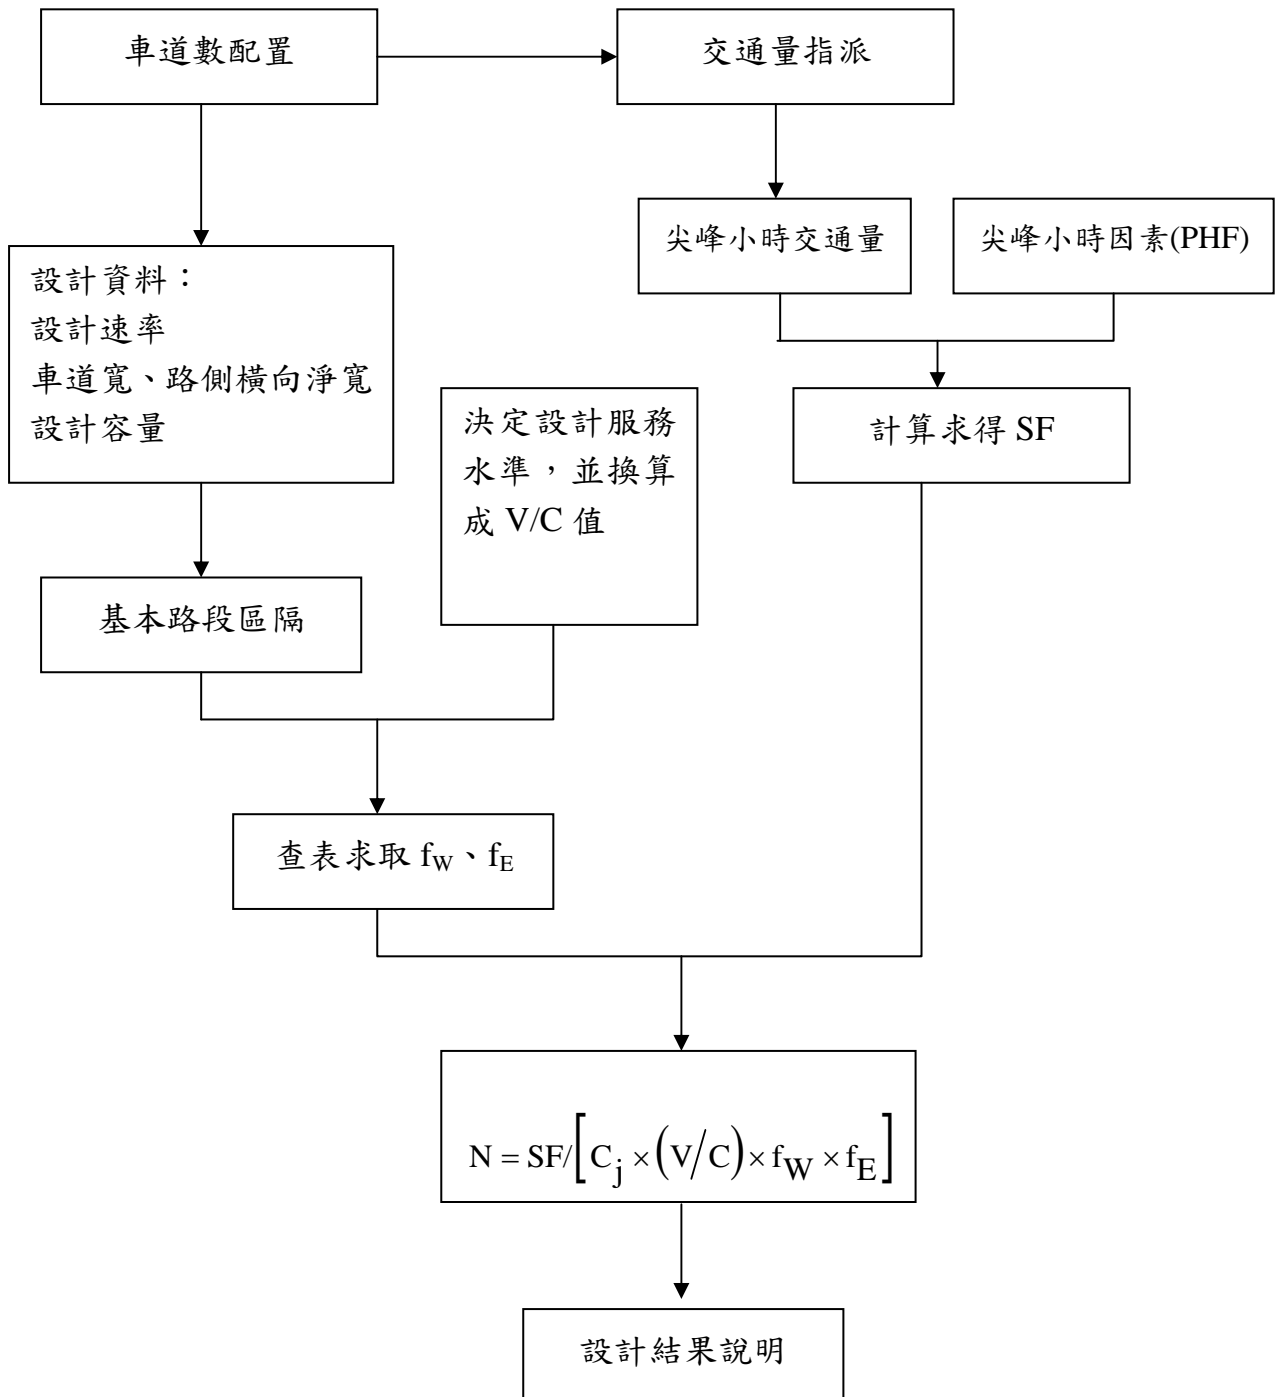 車道數配置
交通量指派
尖峰小時交通量
尖峰小時因素(PHF)
設計資料：
設計速率
車道寬、路側橫向淨寬
設計容量
決定設計服務
水準，並換算
成 V/C 值
計算求得 SF
基本路段區隔
查表求取 fW、fE
N = SF/[Cj × (V/C) × fW × fE]
設計結果說明